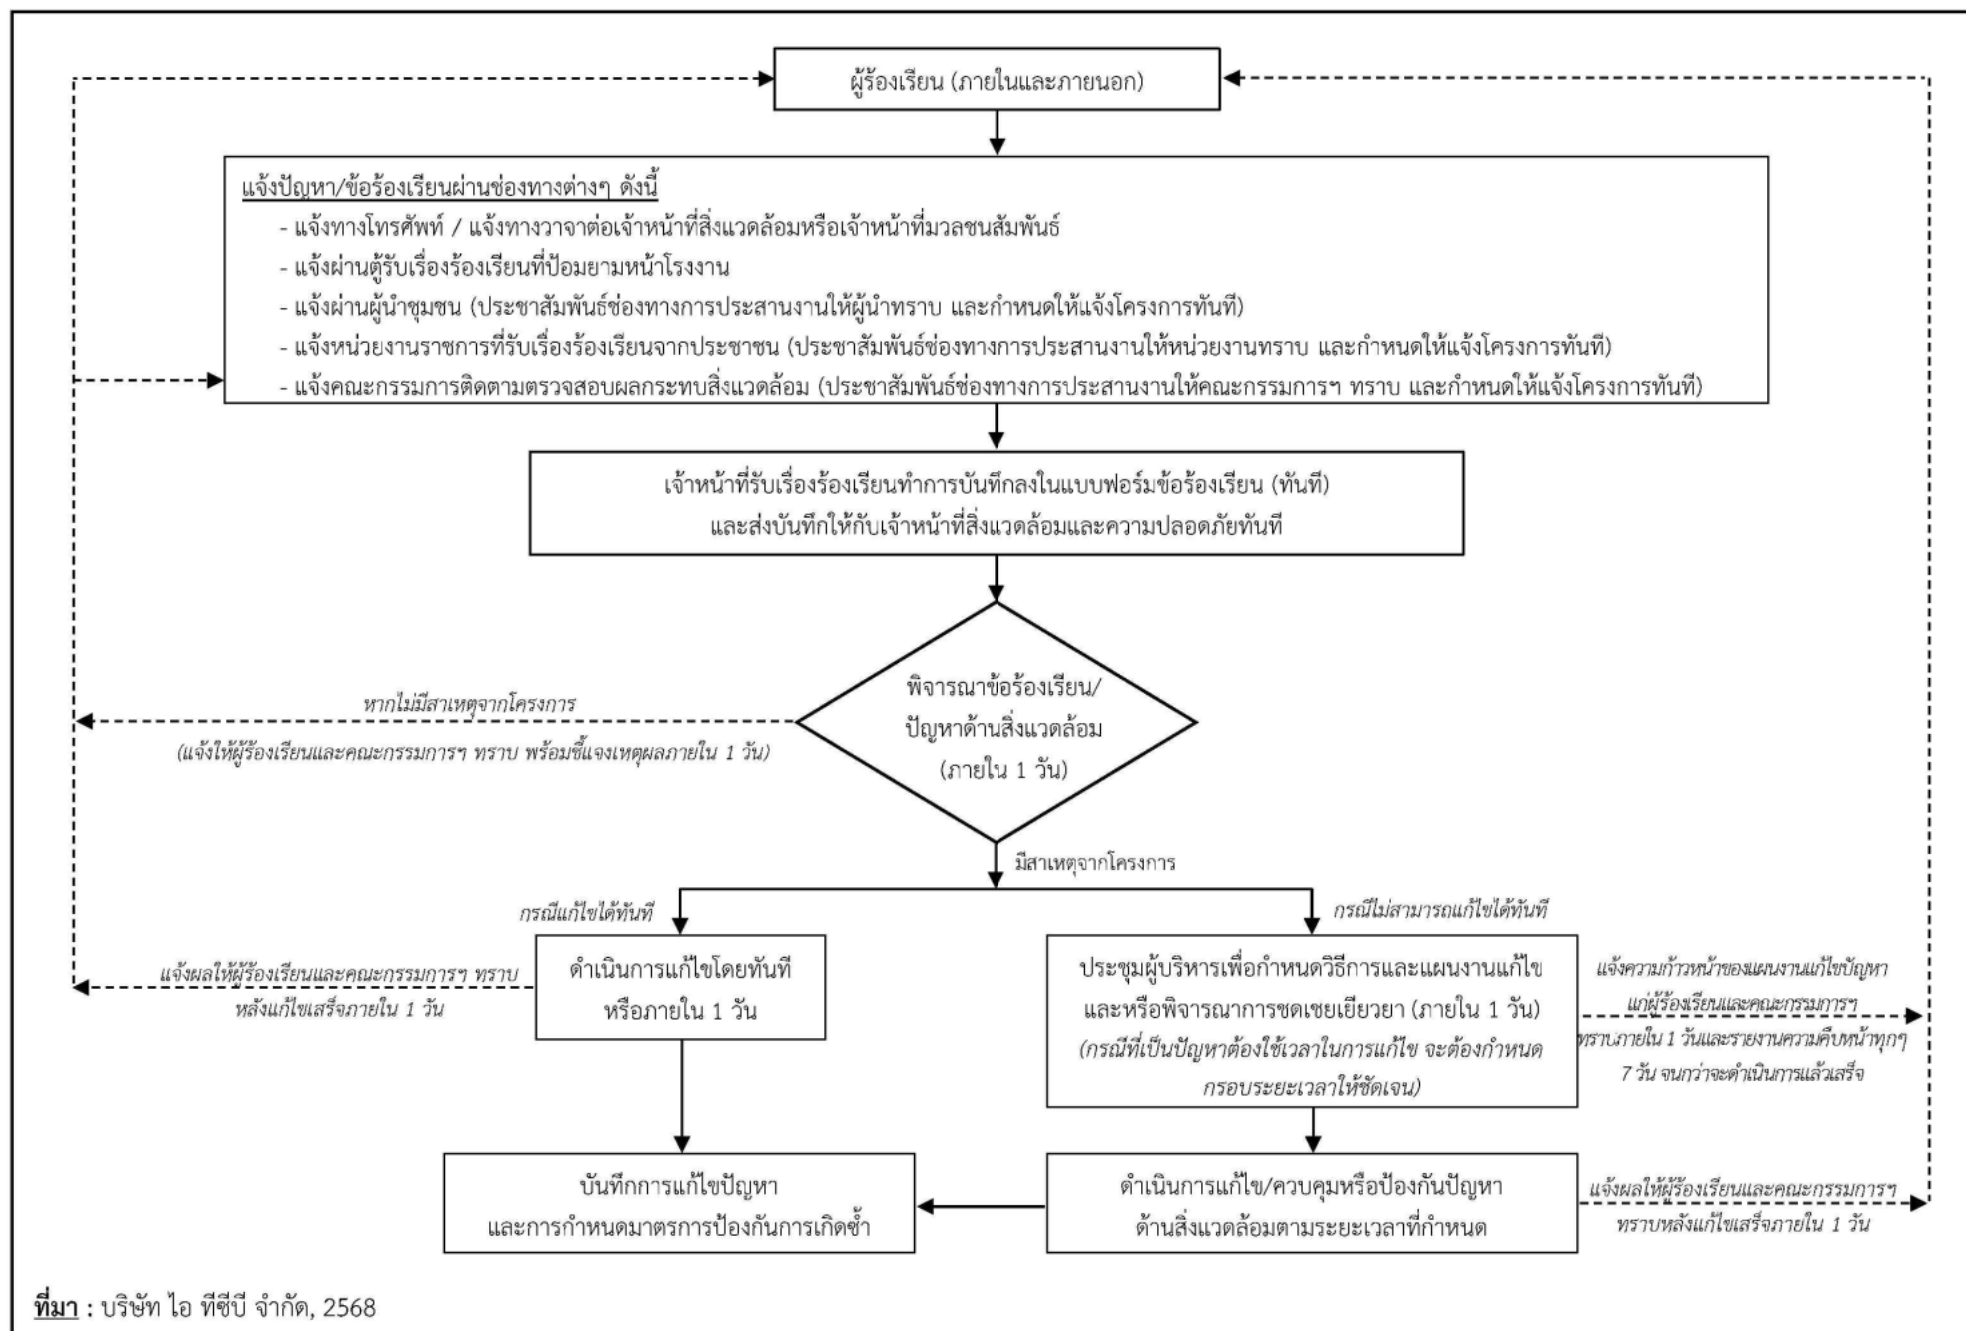 ผู้ร้องเรียน (ภายในและภายนอก)
แจ้งปัญหา/ข้อร้องเรียนผ่านช่องทางต่างๆ ดังนี้
- แจ้งทางโทรศัพท์ / แจ้งทางวาจาต่อเจ้าหน้าที่สิ่งแวดล้อมหรือเจ้าหน้าที่มวลชนสัมพันธ์
- แจ้งผ่านตู้รับเรื่องร้องเรียนที่ป้อมยามหน้าโรงงาน
- แจ้งผ่านผู้นำชุมชน (ประชาสัมพันธ์ช่องทางการประสานงานให้ผู้นำทราบ และกำหนดให้แจ้งโครงการทันที)
- แจ้งหน่วยงานราชการที่รับเรื่องร้องเรียนจากประชาชน (ประชาสัมพันธ์ช่องทางการประสานงานให้หน่วยงานทราบ และกำหนดให้แจ้งโครงการทันที)
- แจ้งคณะกรรมการติดตามตรวจสอบผลกระทบสิ่งแวดล้อม (ประชาสัมพันธ์ช่องทางการประสานงานให้คณะกรรมการฯ ทราบ และกำหนดให้แจ้งโครงการทันที)
เจ้าหน้าที่รับเรื่องร้องเรียนทำการบันทึกลงในแบบฟอร์มข้อร้องเรียน (ทันที)
และส่งบันทึกให้กับเจ้าหน้าที่สิ่งแวดล้อมและความปลอดภัยทันที
พิจารณาข้อร้องเรียน/
ปัญหาด้านสิ่งแวดล้อม
(ภายใน 1 วัน)
หากไม่มีสาเหตุจากโครงการ
(แจ้งให้ผู้ร้องเรียนและคณะกรรมการฯ ทราบ พร้อมชี้แจงเหตุผลภายใน 1 วัน)
มีสาเหตุจากโครงการ
กรณีแก้ไขได้ทันที
กรณีไม่สามารถแก้ไขได้ทันที
แจ้งผลให้ผู้ร้องเรียนและคณะกรรมการฯ ทราบ
หลังแก้ไขเสร็จภายใน 1 วัน
ดำเนินการแก้ไขโดยทันที
หรือภายใน 1 วัน
ประชุมผู้บริหารเพื่อกำหนดวิธีการและแผนงานแก้ไข
และหรือพิจารณาการชดเชยเยียวยา (ภายใน 1 วัน)
(กรณีที่เป็นปัญหาต้องใช้เวลาในการแก้ไข จะต้องกำหนด
กรอบระยะเวลาให้ชัดเจน)
แจ้งความก้าวหน้าของแผนงานแก้ไขปัญหา
แก่ผู้ร้องเรียนและคณะกรรมการฯ
ทราบภายใน 1 วันและรายงานความคืบหน้าทุกๆ
7 วัน จนกว่าจะดำเนินการแล้วเสร็จ
บันทึกการแก้ไขปัญหา
และการกำหนดมาตรการป้องกันการเกิดซ้ำ
ดำเนินการแก้ไข/ควบคุมหรือป้องกันปัญหา
ด้านสิ่งแวดล้อมตามระยะเวลาที่กำหนด
แจ้งผลให้ผู้ร้องเรียนและคณะกรรมการฯ
ทราบหลังแก้ไขเสร็จภายใน 1 วัน
ที่มา : บริษัท ไอ ทีซีบี จำกัด, 2568